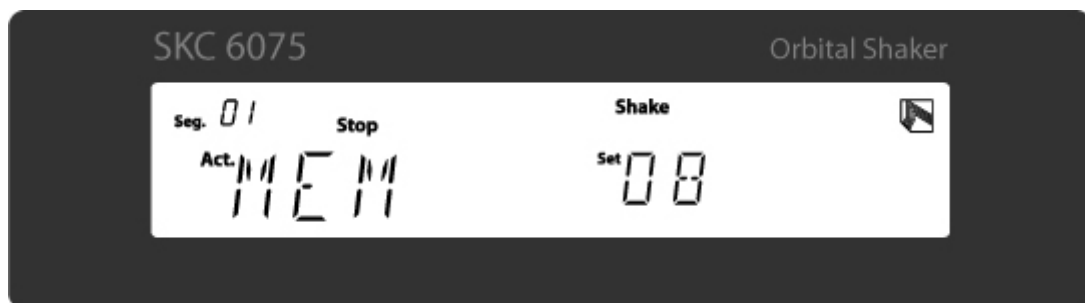 SKC 6075 Orbital Shaker
Seg. 01 Stop Shake
Act. MEM Set 08